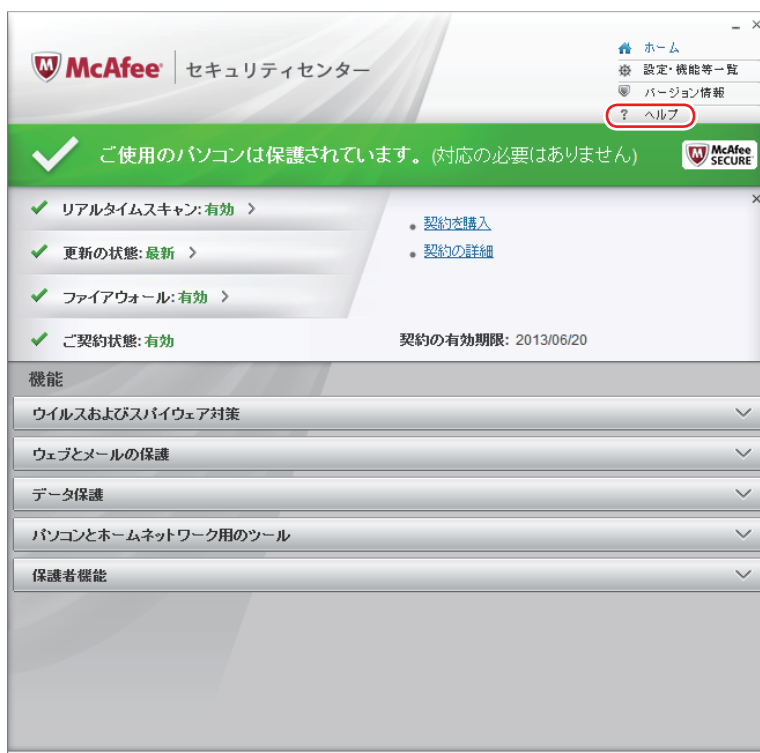 McAfee セキュリティセンター
ホーム
設定・機能等一覧
バージョン情報
? ヘルプ
ご使用のパソコンは保護されています。(対応の必要はありません)
McAfee
SECURE
リアルタイムスキャン:有効
更新の状態:最新
ファイアウォール:有効
ご契約状態:有効
契約を購入
契約の詳細
契約の有効期限: 2013/06/20
機能
ウイルスおよびスパイウェア対策
ウェブとメールの保護
データ保護
パソコンとホームネットワーク用のツール
保護者機能